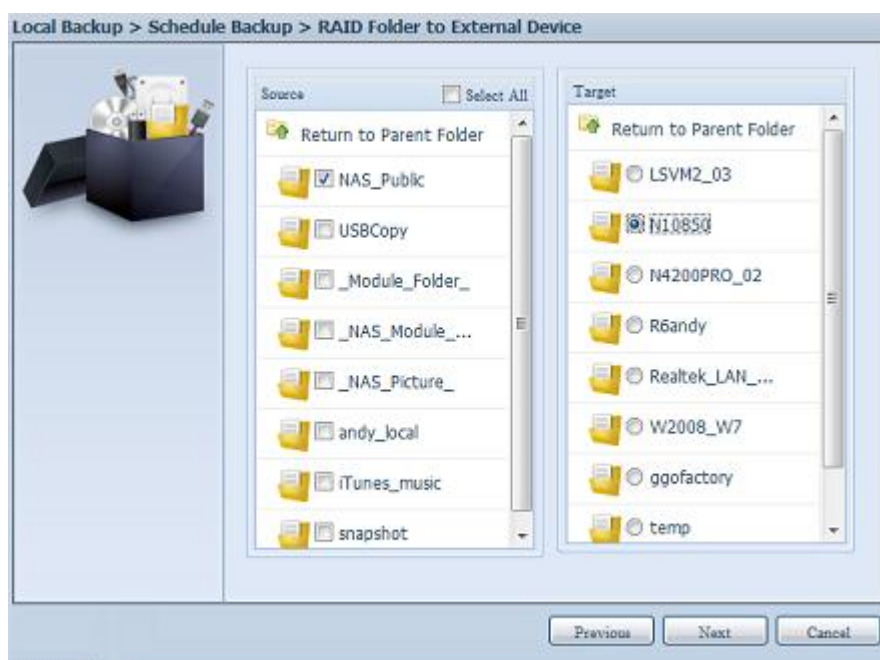 Local Backup > Schedule Backup > RAID Folder to External Device
Source
Select All
Return to Parent Folder
NAS_Public
USBCopy
_Module_Folder_
_NAS_Module_...
_NAS_Picture_
andy_local
iTunes_music
snapshot
Target
Return to Parent Folder
LSVM2_03
N10850
N4200PRO_02
R6andy
Realtek_LAN_...
W2008_W7
ggofactory
temp
Previous
Next
Cancel